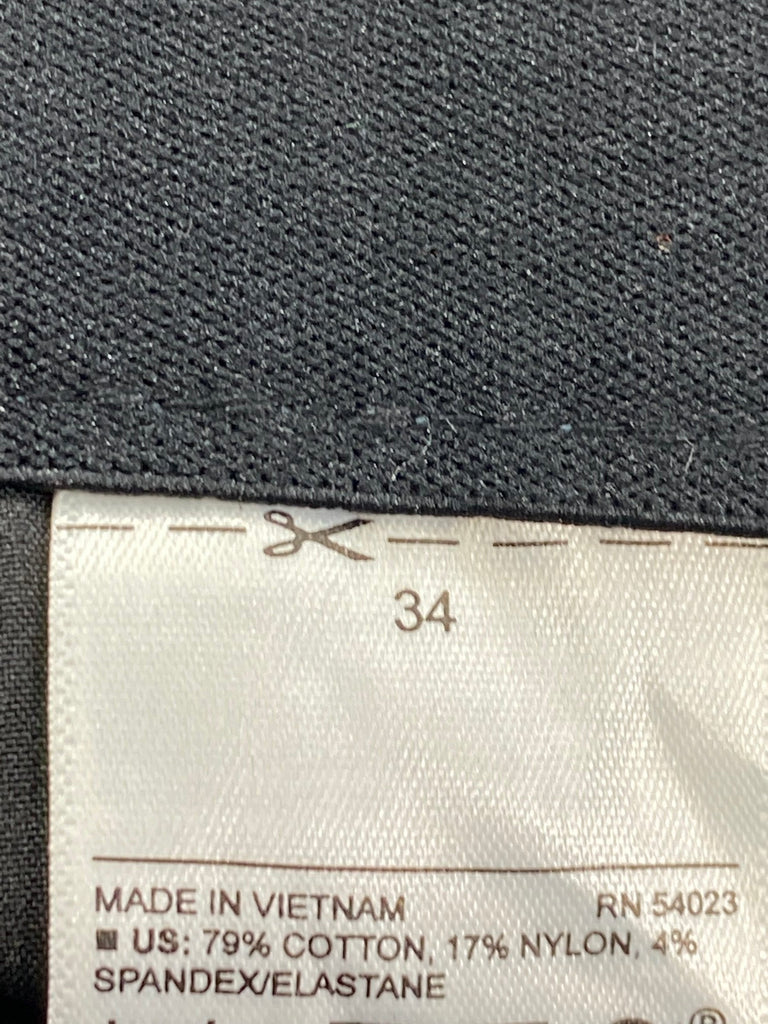 34
MADE IN VIETNAM RN 54023
US: 79% COTTON, 17% NYLON, 4%
SPANDEX/ELASTANE